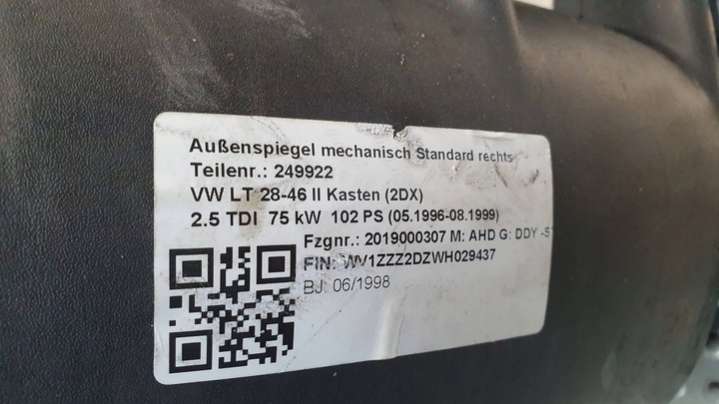 Außenspiegel mechanisch Standard rechts
Teilenr.: 249922
VW LT 28-46 II Kasten (2DX)
2.5 TDI 75 kW 102 PS (05.1996-08.1999)
Fzgnr.: 2019000307 M: AHD G: DDY
FIN: WV1ZZZ2DZWH029437
BJ: 06/1998